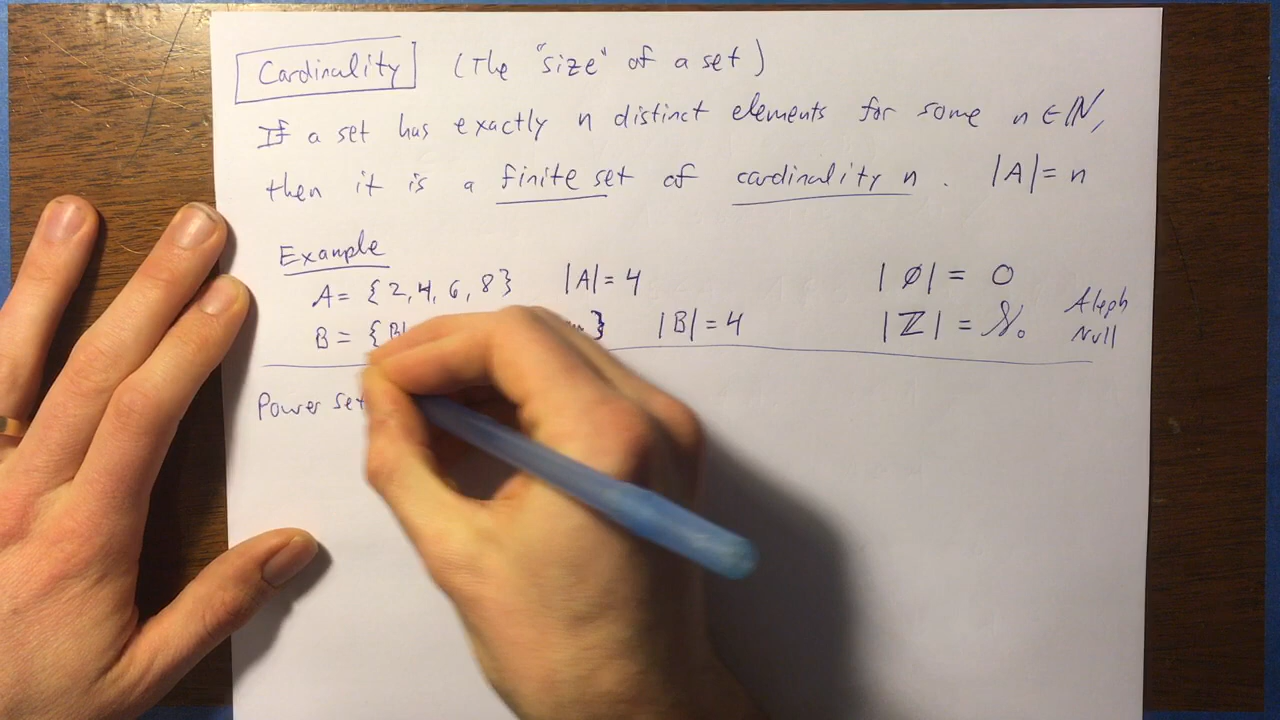 Cardinality (The "size" of a set)
If a set has exactly n distinct elements for some n ∈ ℕ,
then it is a finite set of cardinality n. |A| = n
Example
A = {2, 4, 6, 8} |A| = 4 |∅| = 0
B = { } |B| = 4 |ℤ| = ℵ₀ Aleph Null
Power set